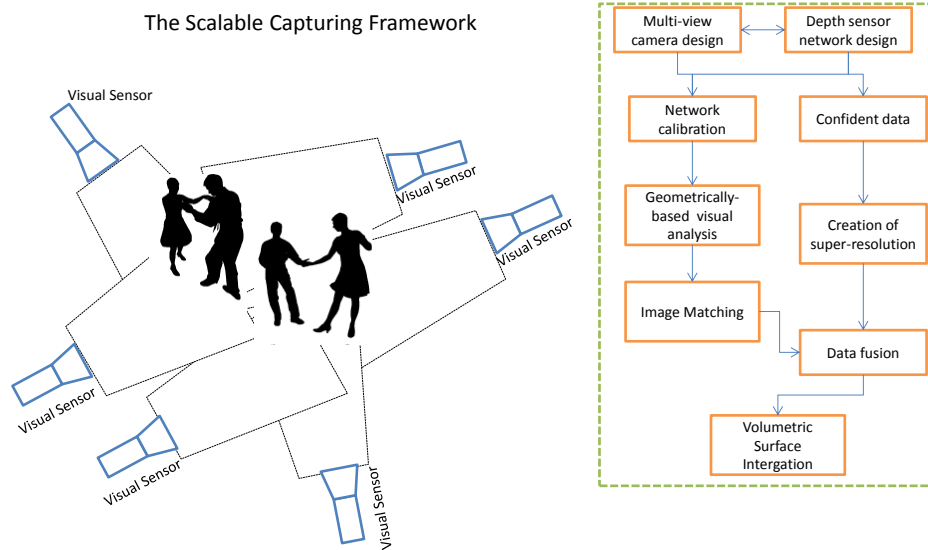 The Scalable Capturing Framework
Visual Sensor
Visual Sensor
Visual Sensor
Visual Sensor
Visual Sensor
Visual Sensor
Multi-view
camera design
Depth sensor
network design
Network
calibration
Confident data
Geometrically-
based visual
analysis
Creation of
super-resolution
Image Matching
Data fusion
Volumetric
Surface
Intergation